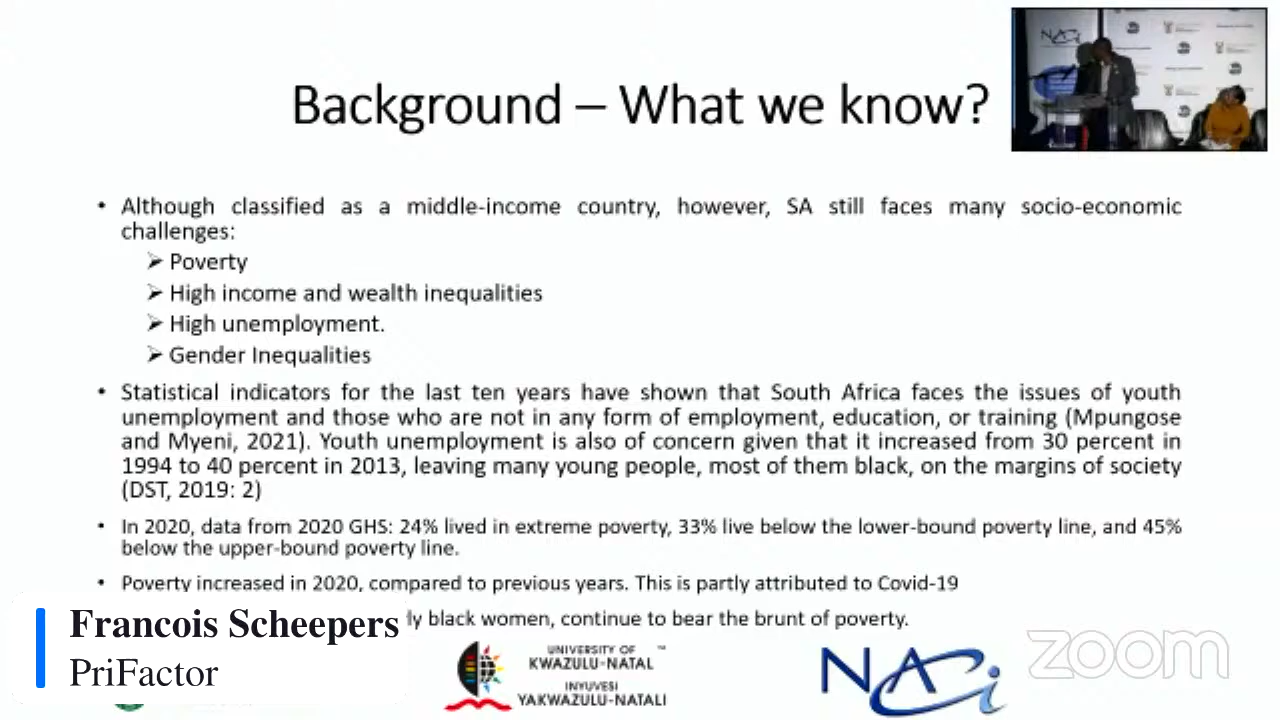 NACi
Background – What we know?
• Although classified as a middle-income country, however, SA still faces many socio-economic
challenges:
➢ Poverty
➢ High income and wealth inequalities
➢ High unemployment.
➢ Gender Inequalities
• Statistical indicators for the last ten years have shown that South Africa faces the issues of youth
unemployment and those who are not in any form of employment, education, or training (Mpungose
and Myeni, 2021). Youth unemployment is also of concern given that it increased from 30 percent in
1994 to 40 percent in 2013, leaving many young people, most of them black, on the margins of society
(DST, 2019: 2)
• In 2020, data from 2020 GHS: 24% lived in extreme poverty, 33% live below the lower-bound poverty line, and 45%
below the upper-bound poverty line.
• Poverty increased in 2020, compared to previous years. This is partly attributed to Covid-19
ly black women, continue to bear the brunt of poverty.
Francois Scheepers
PriFactor
UNIVERSITY OF ™
KWAZULU-NATAL
INYUVESI
YAKWAZULU-NATALI
NACi
zoom